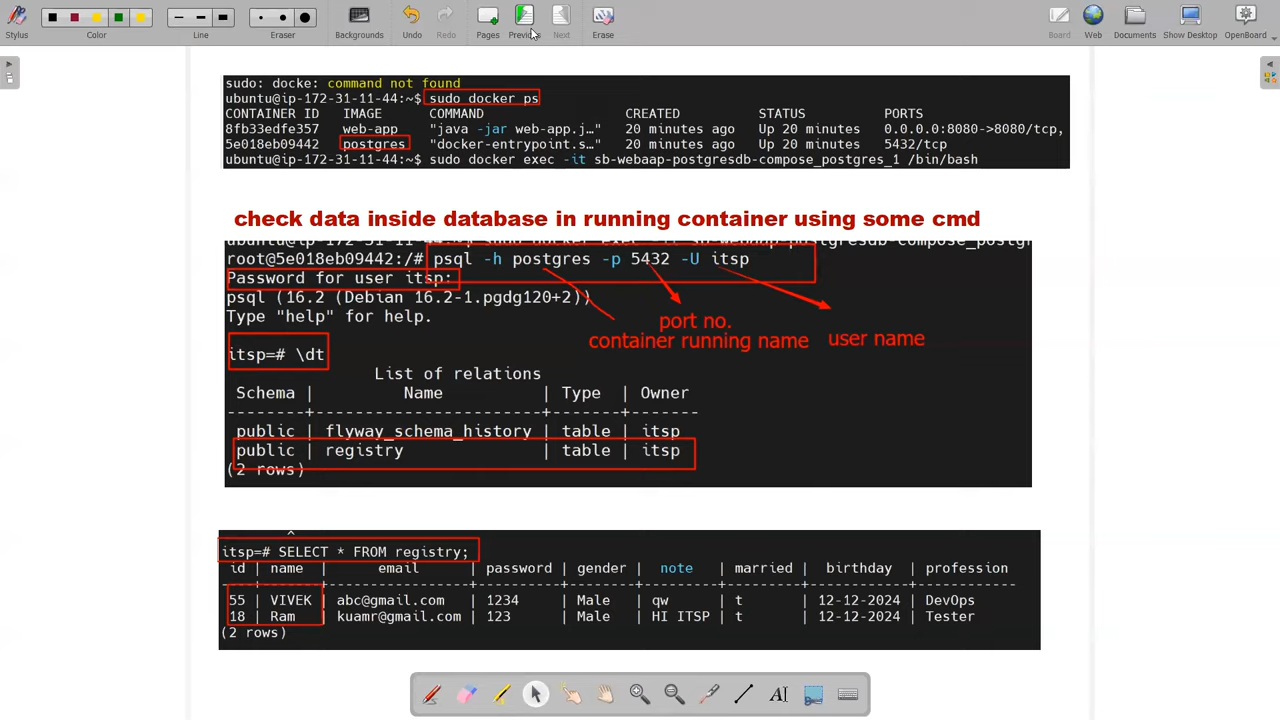 Stylus Color Line Eraser Backgrounds Undo Redo Pages Previo Next Erase Board Web Documents Show Desktop OpenBoard
sudo: docke: command not found
ubuntu@ip-172-31-11-44:~$ sudo docker ps
CONTAINER ID IMAGE COMMAND CREATED STATUS PORTS
8fb33edfe357 web-app "java -jar web-app.j…" 20 minutes ago Up 20 minutes 0.0.0.0:8080->8080/tcp,
5e018eb09442 postgres "docker-entrypoint.s…" 20 minutes ago Up 20 minutes 5432/tcp
ubuntu@ip-172-31-11-44:~$ sudo docker exec -it sb-webaap-postgresdb-compose_postgres_1 /bin/bash
check data inside database in running container using some cmd
root@5e018eb09442:/# psql -h postgres -p 5432 -U itsp
Password for user itsp:
psql (16.2 (Debian 16.2-1.pgdg120+2))
Type "help" for help.
port no.
container running name
user name
itsp=# \dt
List of relations
Schema | Name | Type | Owner
--------+-----------------------+-------+-------
public | flyway_schema_history | table | itsp
public | registry | table | itsp
(2 rows)
^
itsp=# SELECT * FROM registry;
id | name | email | password | gender | note | married | birthday | profession
55 | VIVEK | abc@gmail.com | 1234 | Male | qw | t | 12-12-2024 | DevOps
18 | Ram | kuamr@gmail.com | 123 | Male | HI ITSP | t | 12-12-2024 | Tester
(2 rows)